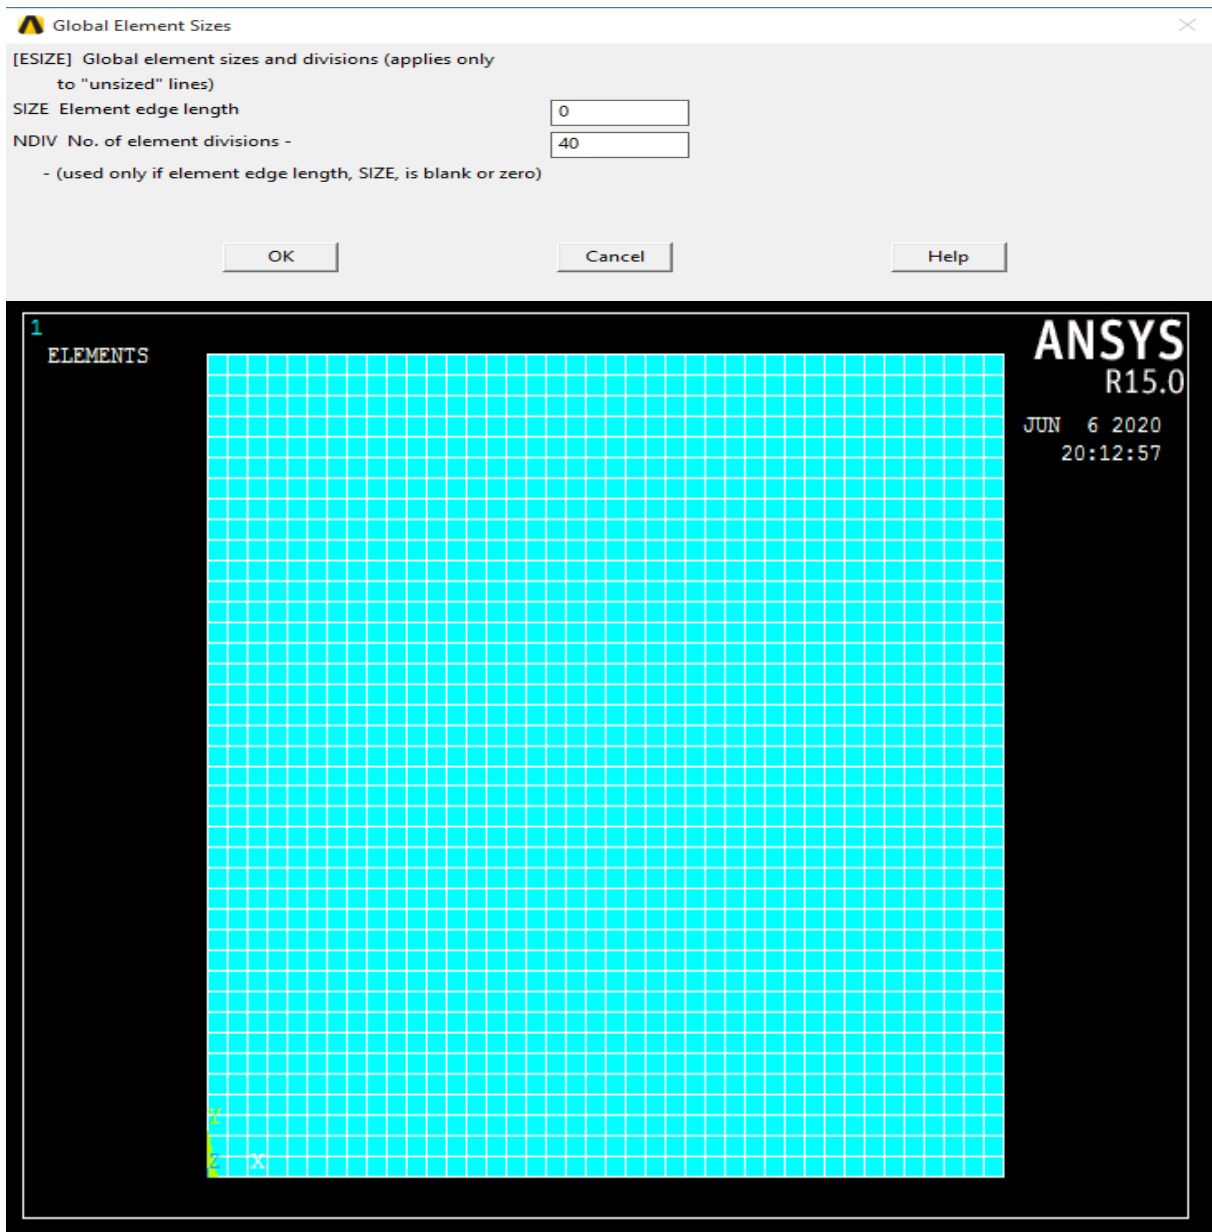 Global Element Sizes
[ESIZE] Global element sizes and divisions (applies only
to "unsized" lines)
SIZE Element edge length
0
NDIV No. of element divisions -
40
- (used only if element edge length, SIZE, is blank or zero)
OK
Cancel
Help
1
ELEMENTS
ANSYS
R15.0
JUN 6 2020
20:12:57
Y
Z X